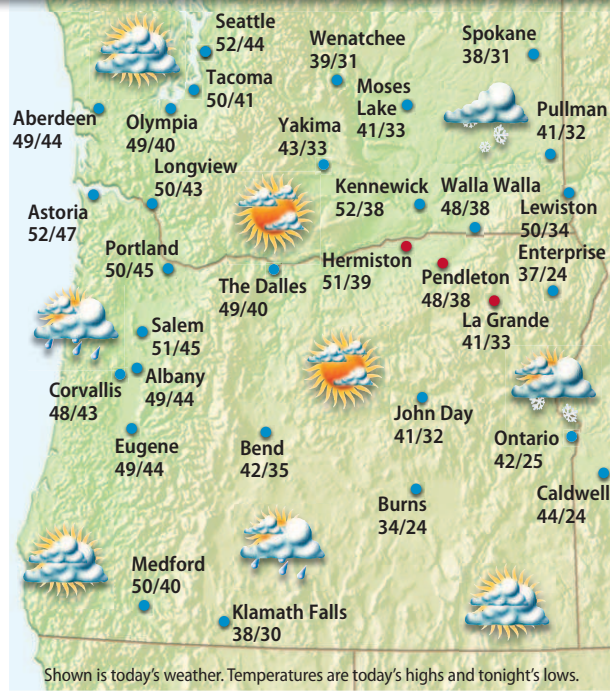 Seattle
52/44
Wenatchee
39/31
Spokane
38/31
Tacoma
50/41
Moses
Lake
41/33
Aberdeen
49/44
Olympia
49/40
Yakima
43/33
Pullman
41/32
Longview
50/43
Kennewick
52/38
Walla Walla
48/38
Lewiston
50/34
Astoria
52/47
Portland
50/45
The Dalles
49/40
Hermiston
51/39
Pendleton
48/38
Enterprise
37/24
La Grande
41/33
Salem
51/45
Corvallis
48/43
Albany
49/44
John Day
41/32
Eugene
49/44
Bend
42/35
Ontario
42/25
Burns
34/24
Caldwell
44/24
Medford
50/40
Klamath Falls
38/30
Shown is today's weather. Temperatures are today's highs and tonight's lows.